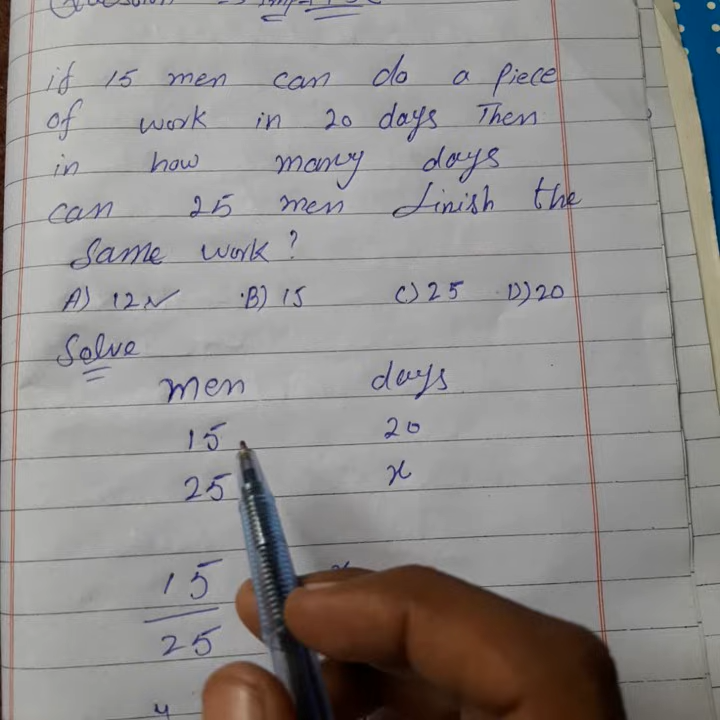 if 15 men can do a piece
of work in 20 days Then
in how many days
can 25 men finish the
same work?
A) 12 ✓ B) 15 C) 25 D) 20
Solve
men days
15 20
25 x
15
25